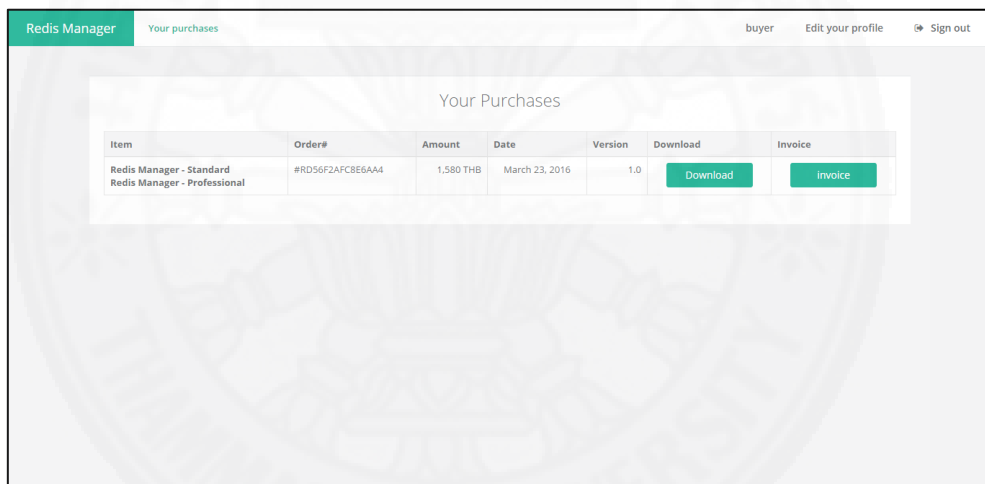 Redis Manager Your purchases buyer Edit your profile Sign out
Your Purchases
Item Order# Amount Date Version Download Invoice
Redis Manager - Standard #RD56F2AFC8E6AA4 1,580 THB March 23, 2016 1.0 Download invoice
Redis Manager - Professional